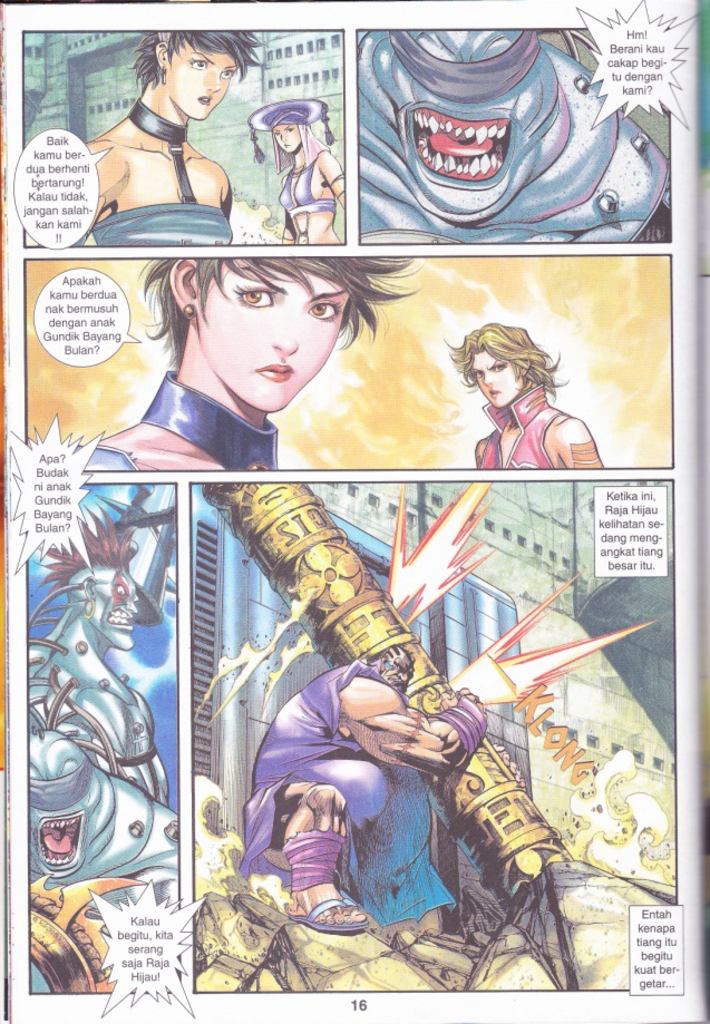 Baik
kamu ber-
dua berhenti
bertarung!
Kalau tidak,
jangan salah-
kan kami
!!
Hm!
Berani kau
cakap begi-
tu dengan
kami?
Apakah
kamu berdua
nak bermusuh
dengan anak
Gundik Bayang
Bulan?
Apa?
Budak
ni anak
Gundik
Bayang
Bulan?
Kalau
begitu, kita
serang
saja Raja
Hijau!
Ketika ini,
Raja Hijau
kelihatan se-
dang meng-
angkat tiang
besar itu.
KLONG
Entah
kenapa
tiang itu
begitu
kuat ber-
getar...
16